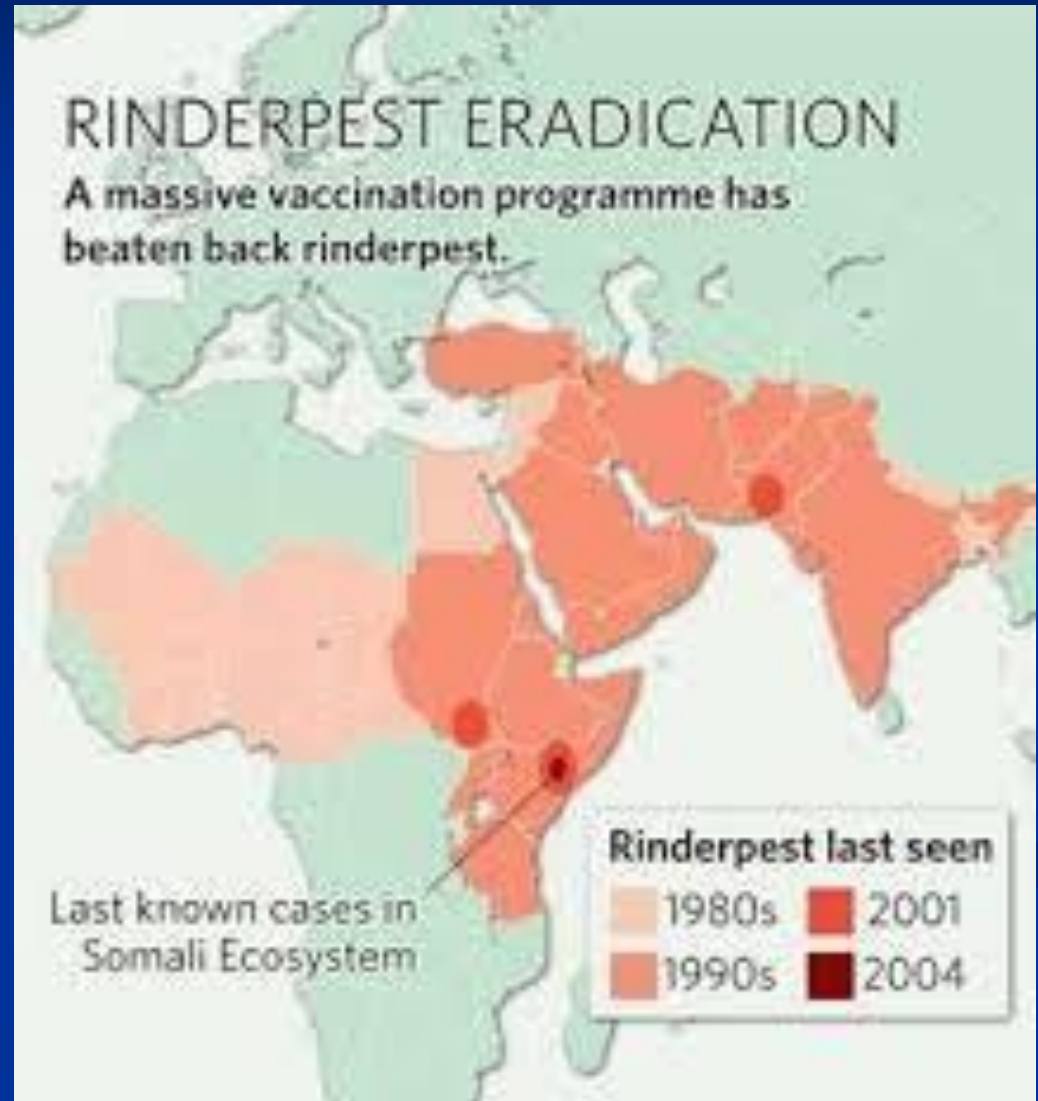 RINDERPEST ERADICATION
A massive vaccination programme has
beaten back rinderpest.
Last known cases in
Somali Ecosystem
Rinderpest last seen
1980s 2001
1990s 2004